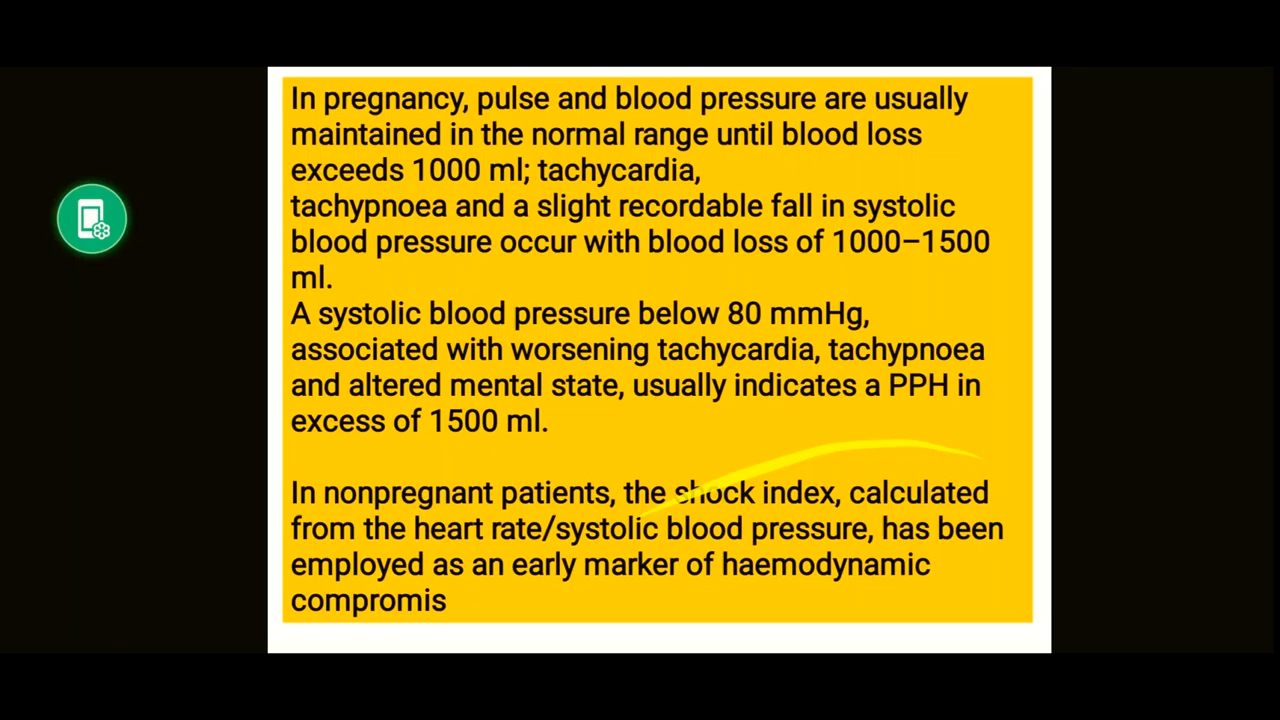 In pregnancy, pulse and blood pressure are usually
maintained in the normal range until blood loss
exceeds 1000 ml; tachycardia,
tachypnoea and a slight recordable fall in systolic
blood pressure occur with blood loss of 1000–1500
ml.
A systolic blood pressure below 80 mmHg,
associated with worsening tachycardia, tachypnoea
and altered mental state, usually indicates a PPH in
excess of 1500 ml.
In nonpregnant patients, the shock index, calculated
from the heart rate/systolic blood pressure, has been
employed as an early marker of haemodynamic
compromis